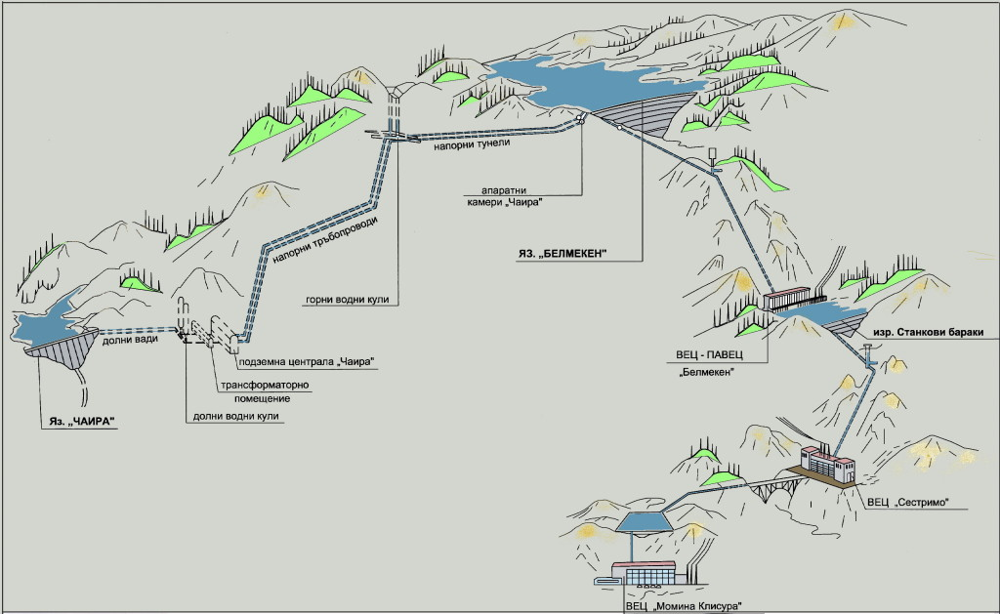 напорни тунели
апаратни
камери „Чаира"
напорни тръбопроводи
ЯЗ. „БЕЛМЕКЕН"
горни водни кули
изр. Станкови бараки
долни вади
ВЕЦ - ПАВЕЦ
„Белмекен"
подземна централа „Чаира"
трансформаторно
помещение
долни водни кули
Яз. „ЧАИРА"
ВЕЦ „Сестримо"
ВЕЦ „Момина Клисура"